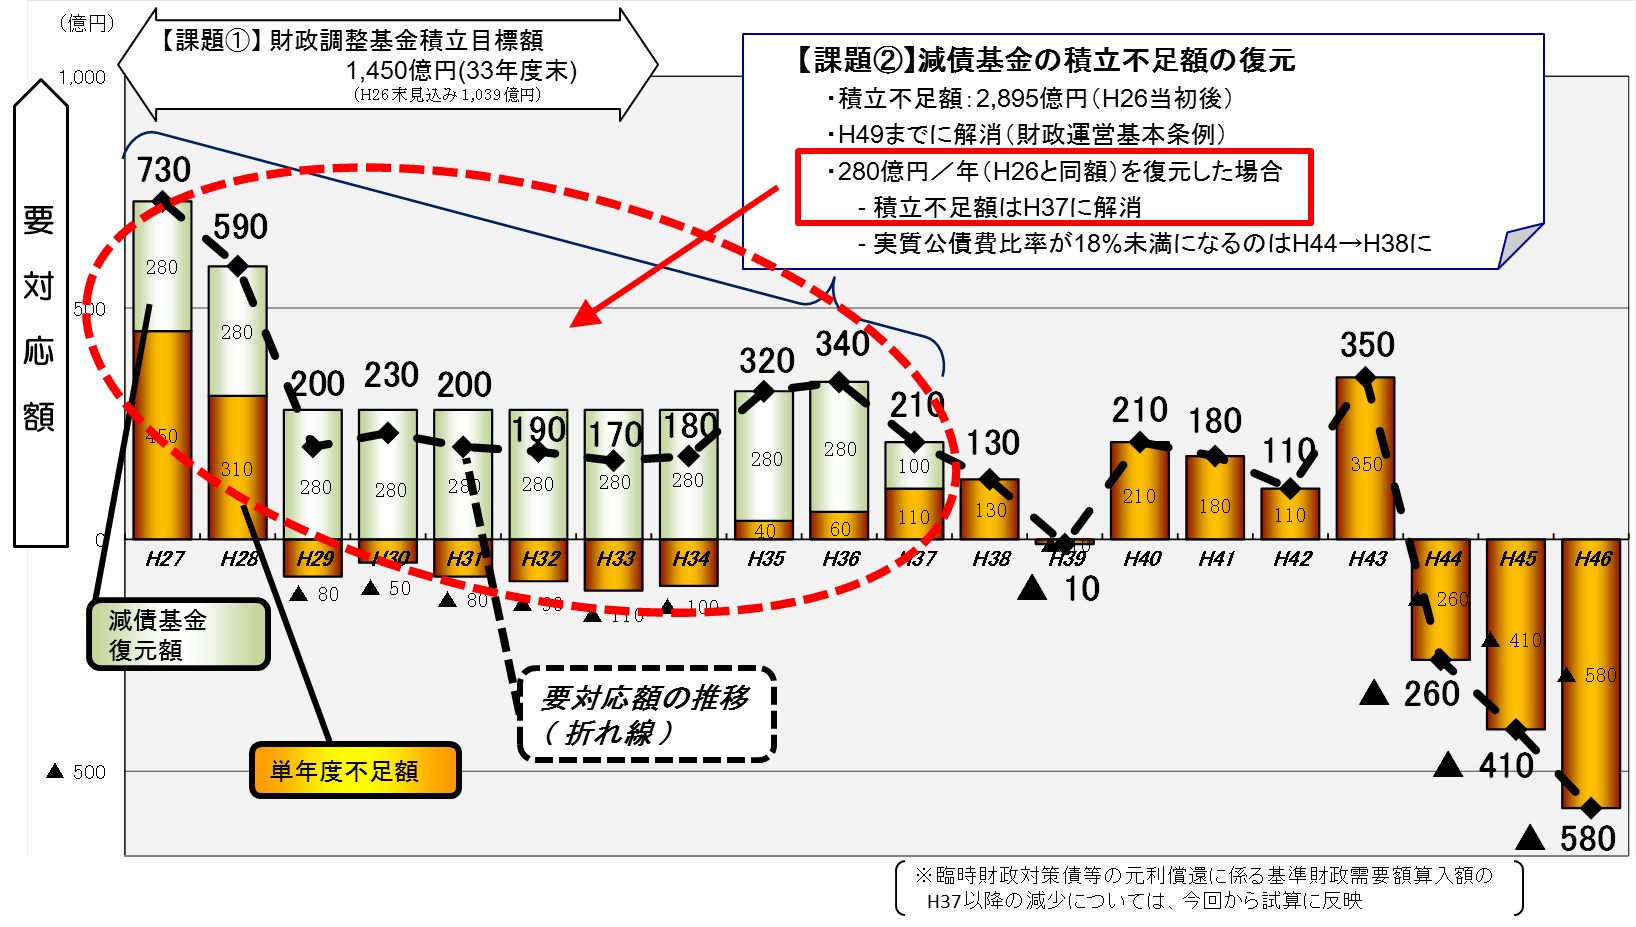 (億円)
【課題①】 財政調整基金積立目標額
1,450億円(33年度末)
(H26末見込み1,039億円)
【課題②】減債基金の積立不足額の復元
・積立不足額：2,895億円（H26当初後）
・H49までに解消（財政運営基本条例）
・280億円／年（H26と同額）を復元した場合
- 積立不足額はH37に解消
- 実質公債費比率が18%未満になるのはH44→H38に
要対応額
1,000
500
0
▲ 500
730
590
200
230
200
190
170
180
320
340
210
130
▲ 10
210
180
110
350
▲ 260
▲ 410
▲ 580
280
280
280
280
280
280
280
280
280
280
100
450
310
40
60
110
130
210
180
110
350
H27
H28
H29
H30
H31
H32
H33
H34
H35
H36
H37
H38
H39
H40
H41
H42
H43
H44
H45
H46
▲ 80
▲ 50
▲ 80
▲ 90
▲ 110
▲ 100
▲ 260
▲ 410
▲ 580
減債基金
復元額
単年度不足額
要対応額の推移
（折れ線）
※臨時財政対策債等の元利償還に係る基準財政需要額算入額の
H37以降の減少については、今回から試算に反映